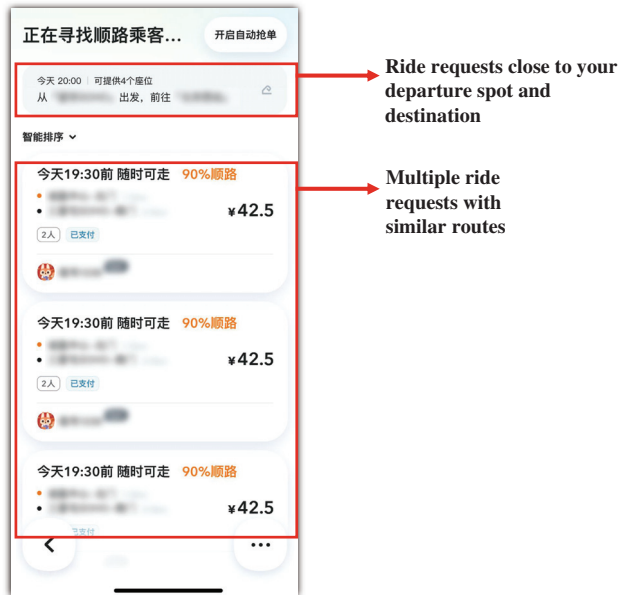 正在寻找顺路乘客...
开启自动抢单
今天 20:00 可提供4个座位
从 出发，前往
智能排序
今天19:30前 随时可走 90%顺路
¥42.5
2人 已支付
今天19:30前 随时可走 90%顺路
¥42.5
2人 已支付
今天19:30前 随时可走 90%顺路
¥42.5
已支付
Ride requests close to your
departure spot and
destination
Multiple ride
requests with
similar routes